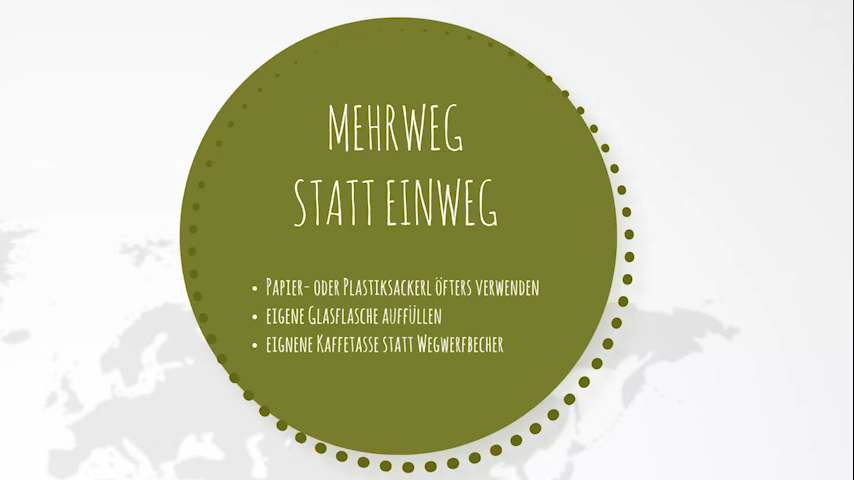 Mehrweg
statt Einweg
• Papier- oder Plastiksackerl öfters verwenden
• eigene Glasflasche auffüllen
• eignene Kaffetasse statt Wegwerfbecher